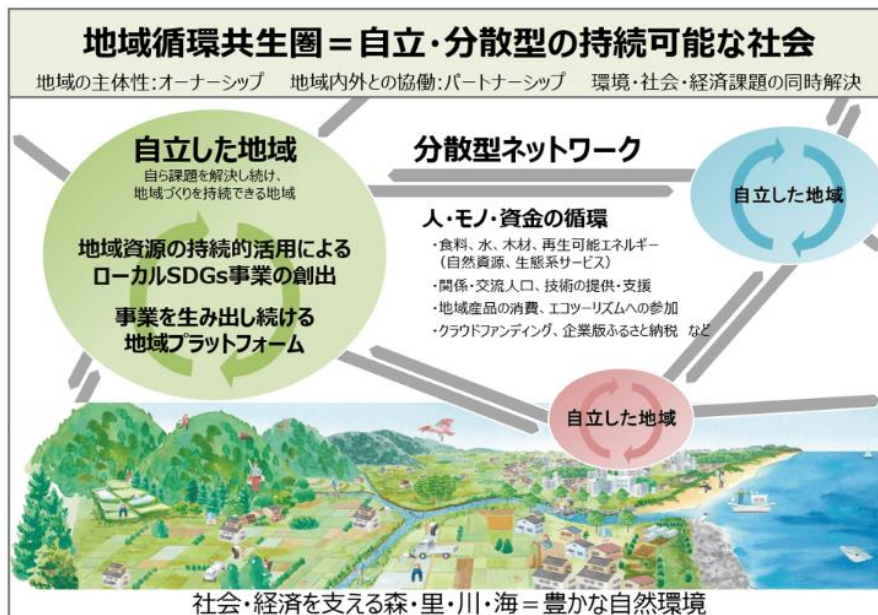 地域循環共生圏＝自立・分散型の持続可能な社会
地域の主体性：オーナーシップ　地域内外との協働：パートナーシップ　環境・社会・経済課題の同時解決
自立した地域
自ら課題を解決し続け、
地域づくりを持続できる地域
地域資源の持続的活用による
ローカルSDGs事業の創出
事業を生み出し続ける
地域プラットフォーム
分散型ネットワーク
人・モノ・資金の循環
・食料、水、木材、再生可能エネルギー
（自然資源、生態系サービス）
・関係・交流人口、技術の提供・支援
・地域産品の消費、エコツーリズムへの参加
・クラウドファンディング、企業版ふるさと納税　など
自立した地域
自立した地域
社会・経済を支える森・里・川・海＝豊かな自然環境